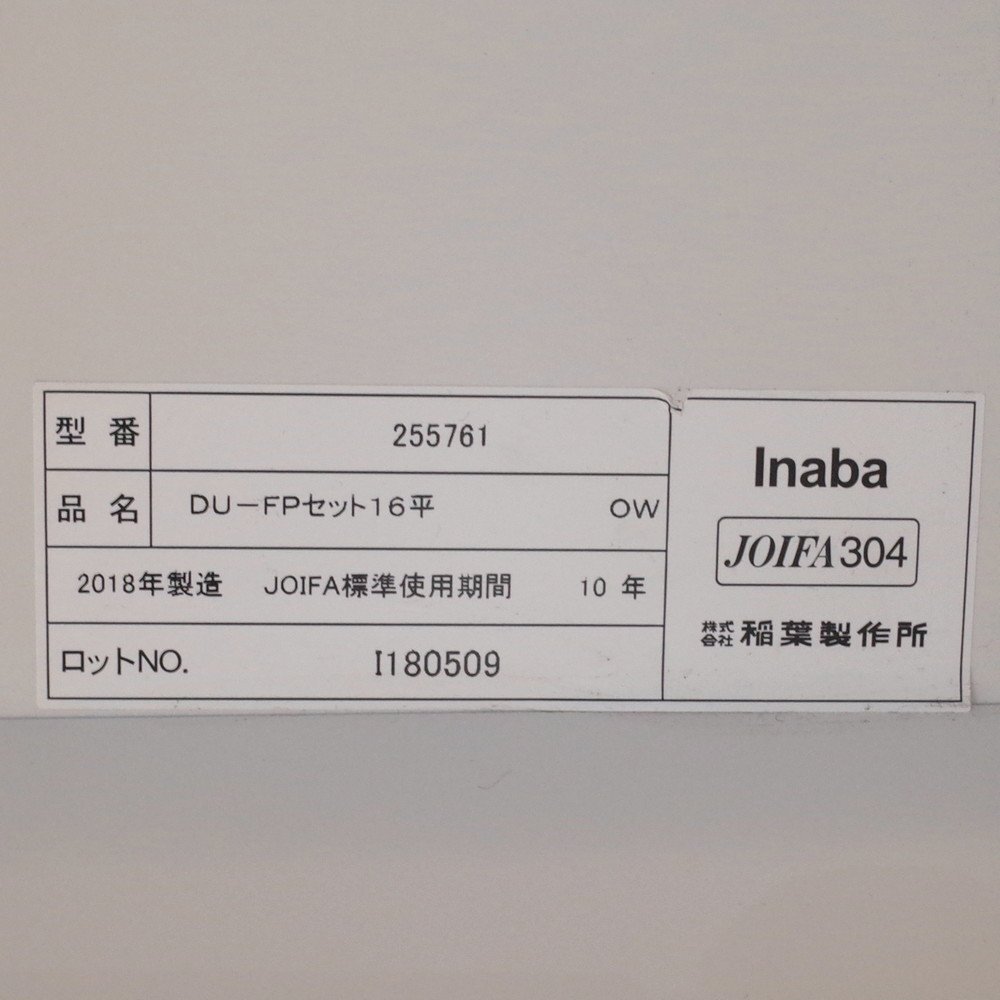 型番 255761
品名 DU－FPセット16平 OW
2018年製造 JOIFA標準使用期間 10年
ロットNO. I180509
Inaba
JOIFA304
株式会社 稲葉製作所